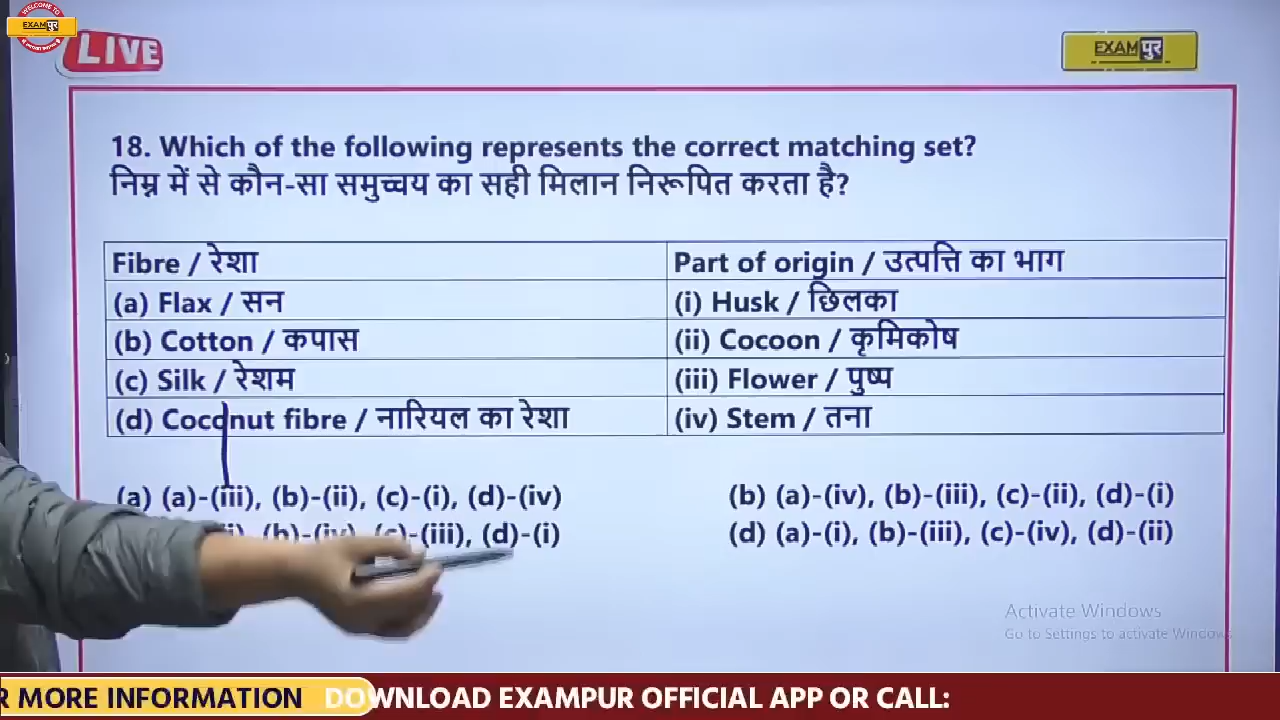 WELCOME TO
EXAMपुर
LIVE
EXAMपुर
18. Which of the following represents the correct matching set?
निम्न में से कौन-सा समुच्चय का सही मिलान निरूपित करता है?
Fibre / रेशा Part of origin / उत्पत्ति का भाग
(a) Flax / सन (i) Husk / छिलका
(b) Cotton / कपास (ii) Cocoon / कृमिकोष
(c) Silk / रेशम (iii) Flower / पुष्प
(d) Coconut fibre / नारियल का रेशा (iv) Stem / तना
(a) (a)-(iii), (b)-(ii), (c)-(i), (d)-(iv) (b) (a)-(iv), (b)-(iii), (c)-(ii), (d)-(i)
(b)-(iv), (c)-(iii), (d)-(i) (d) (a)-(i), (b)-(iii), (c)-(iv), (d)-(ii)
Activate Windows
Go to Settings to activate Windows
R MORE INFORMATION DOWNLOAD EXAMPUR OFFICIAL APP OR CALL: